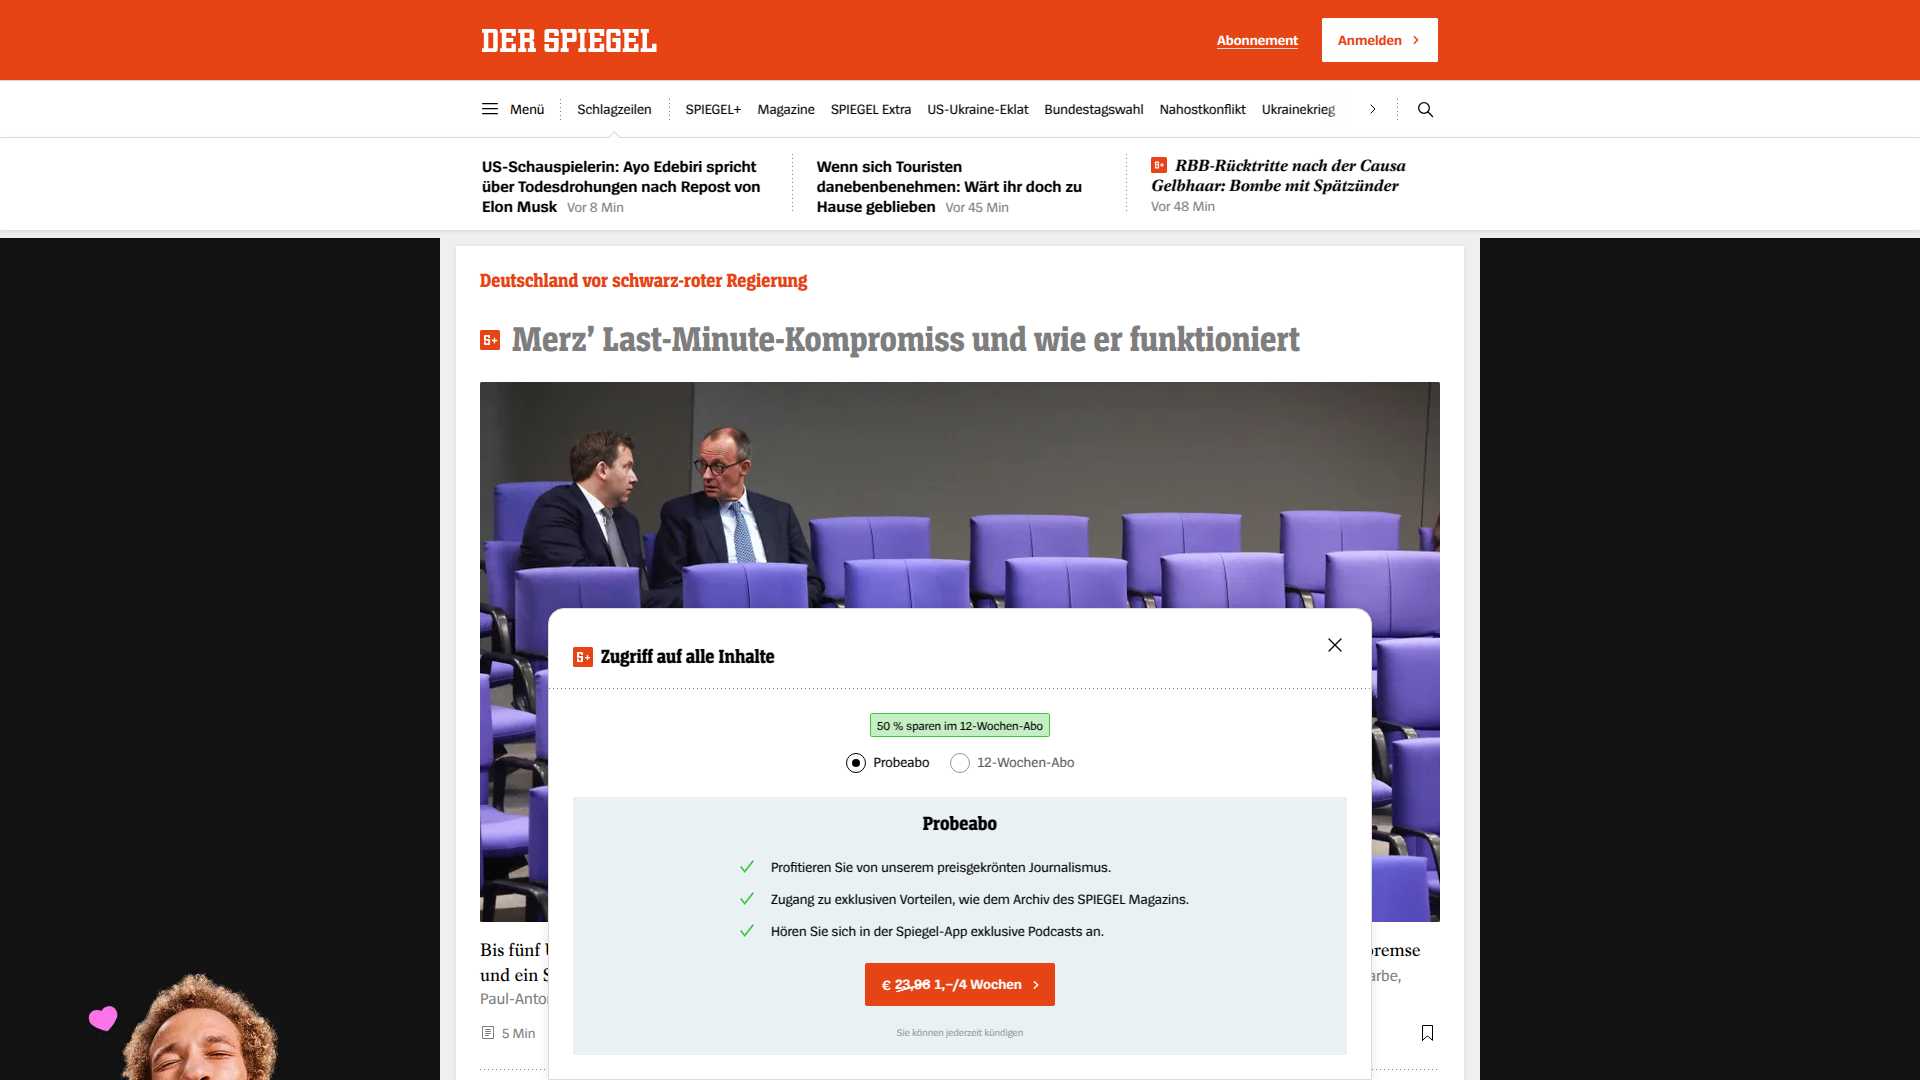 DER SPIEGEL
Abonnement
Anmelden
Menü
Schlagzeilen
SPIEGEL+
Magazine
SPIEGEL Extra
US-Ukraine-Eklat
Bundestagswahl
Nahostkonflikt
Ukrainekrieg
US-Schauspielerin: Ayo Edebiri spricht
über Todesdrohungen nach Repost von
Elon Musk Vor 8 Min
Wenn sich Touristen
danebenbenehmen: Wärt ihr doch zu
Hause geblieben Vor 45 Min
S+ RBB-Rücktritte nach der Causa
Gelbhaar: Bombe mit Spätzünder
Vor 48 Min
Deutschland vor schwarz-roter Regierung
S+ Merz’ Last-Minute-Kompromiss und wie er funktioniert
S+ Zugriff auf alle Inhalte
50 % sparen im 12-Wochen-Abo
Probeabo
12-Wochen-Abo
Probeabo
Profitieren Sie von unserem preisgekrönten Journalismus.
Zugang zu exklusiven Vorteilen, wie dem Archiv des SPIEGEL Magazins.
Hören Sie sich in der Spiegel-App exklusive Podcasts an.
€ 23,96 1,–/4 Wochen
Sie können jederzeit kündigen
Bis fünf
und ein S
Paul-Anto
remse
arbe,
5 Min